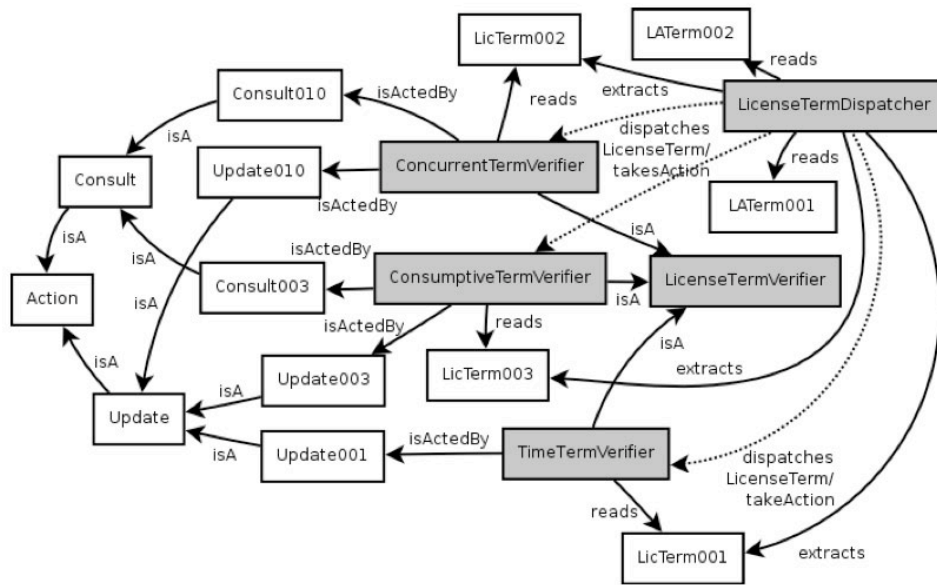 LicTerm002
LATerm002
reads
Consult010
isActedBy
reads
extracts
LicenseTermDispatcher
isA
dispatches
LicenseTerm/
takesAction
reads
Consult
Update010
ConcurrentTermVerifier
isActedBy
LATerm001
isA
isA
isActedBy
isA
Action
isA
Consult003
ConsumptiveTermVerifier
isA
LicenseTermVerifier
isActedBy
reads
isA
isA
Update003
LicTerm003
extracts
Update
isA
isActedBy
isA
Update001
TimeTermVerifier
dispatches
LicenseTerm/
takeAction
reads
LicTerm001
extracts